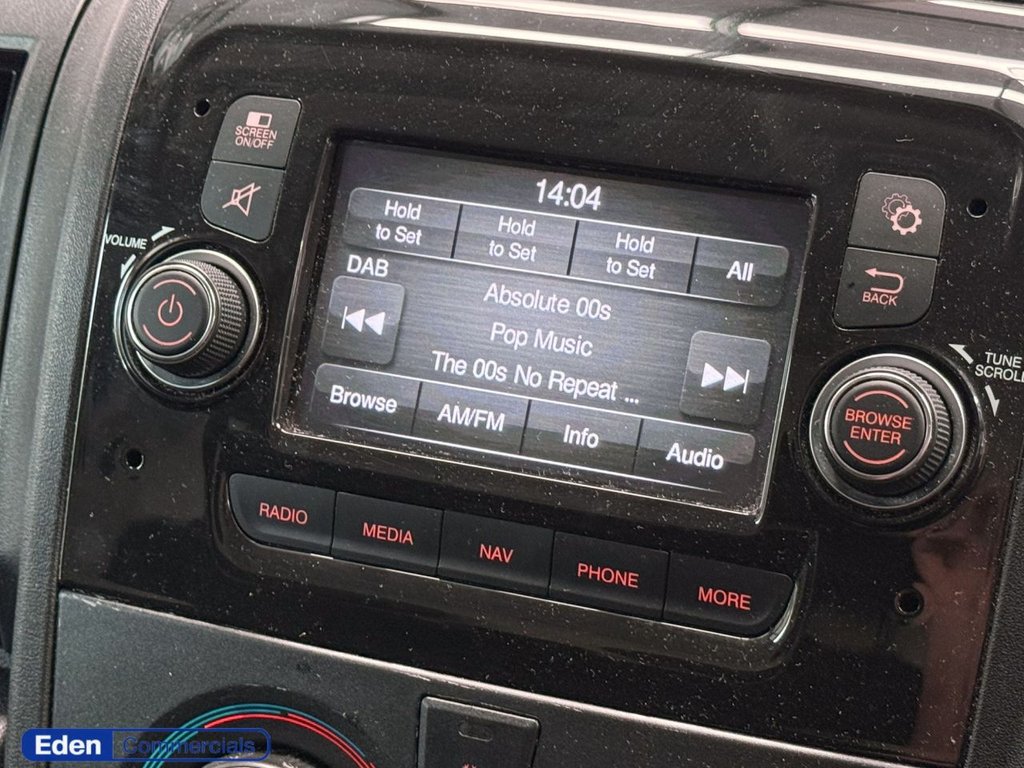 SCREEN
ON/OFF
VOLUME
14:04
Hold
to Set
Hold
to Set
Hold
to Set
All
DAB
Absolute 00s
Pop Music
The 00s No Repeat ...
Browse
AM/FM
Info
Audio
BACK
TUNE
SCROLL
BROWSE
ENTER
RADIO
MEDIA
NAV
PHONE
MORE
Eden Commercials